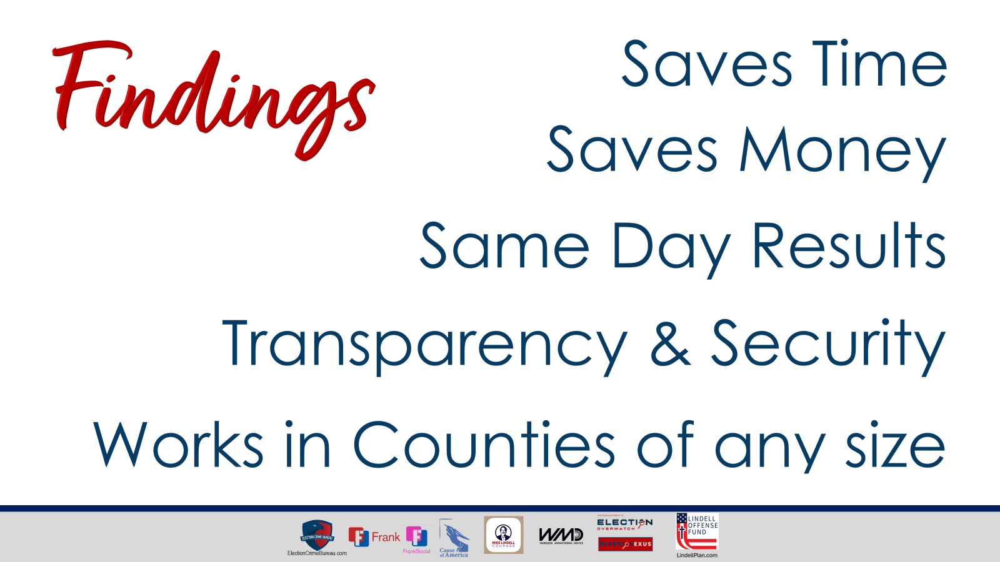 Findings
Saves Time
Saves Money
Same Day Results
Transparency & Security
Works in Counties of any size
ELECTION CRIME BUREAU
ElectionCrimeBureau.com
F Frank
F
FrankSocial
Cause
of America
MIKE LINDELL
COURAGE
WMD
WIRELESS MONITORING DEVICE
ELECTION
OVERWATCH
ELECTION EXUS
LINDELL
OFFENSE
FUND
LindellPlan.com